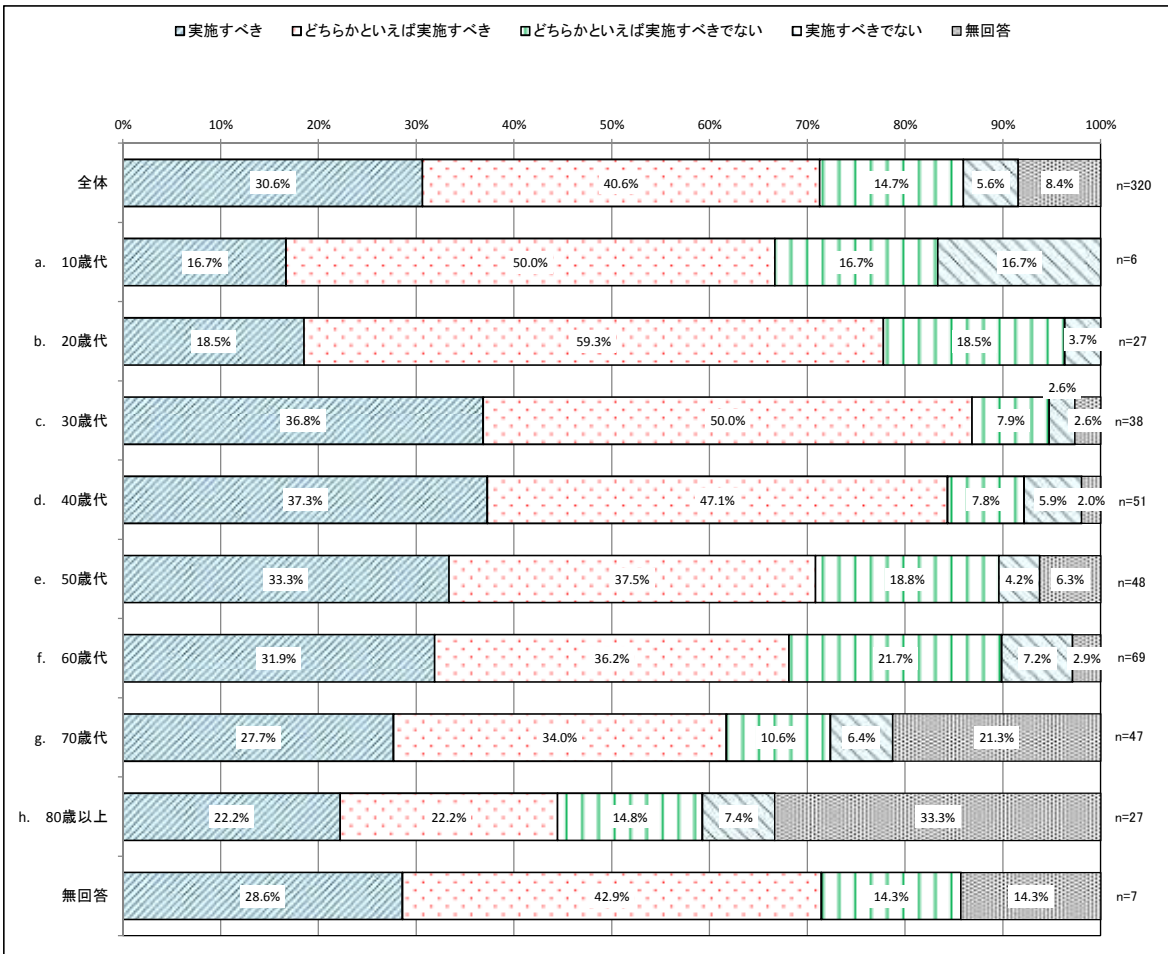 実施すべき どちらかといえば実施すべき どちらかといえば実施すべきでない 実施すべきでない 無回答
0% 10% 20% 30% 40% 50% 60% 70% 80% 90% 100%
全体 30.6% 40.6% 14.7% 5.6% 8.4% n=320
a. 10歳代 16.7% 50.0% 16.7% 16.7% n=6
b. 20歳代 18.5% 59.3% 18.5% 3.7% n=27
2.6%
c. 30歳代 36.8% 50.0% 7.9% 2.6% n=38
d. 40歳代 37.3% 47.1% 7.8% 5.9% 2.0% n=51
e. 50歳代 33.3% 37.5% 18.8% 4.2% 6.3% n=48
f. 60歳代 31.9% 36.2% 21.7% 7.2% 2.9% n=69
g. 70歳代 27.7% 34.0% 10.6% 6.4% 21.3% n=47
h. 80歳以上 22.2% 22.2% 14.8% 7.4% 33.3% n=27
無回答 28.6% 42.9% 14.3% 14.3% n=7